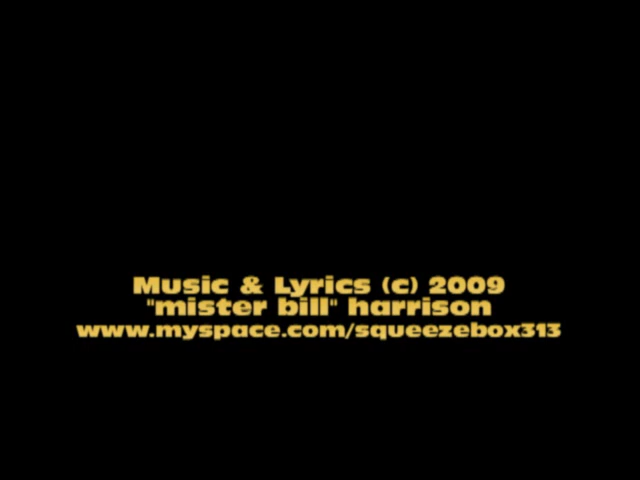 Music & Lyrics (c) 2009
"mister bill" harrison
www.myspace.com/squeezebox313